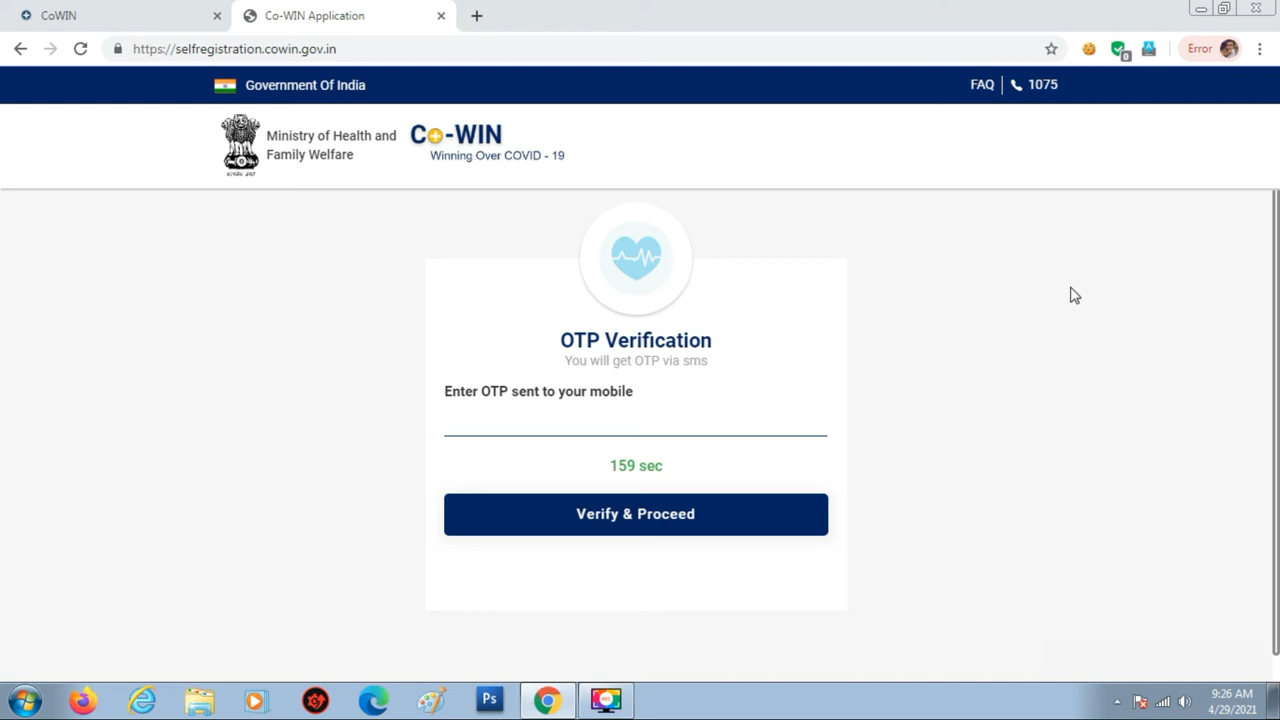 CoWIN
Co-WIN Application
https://selfregistration.cowin.gov.in
0
Error
Government Of India
FAQ
1075
Ministry of Health and
Family Welfare
Co-WIN
Winning Over COVID - 19
OTP Verification
You will get OTP via sms
Enter OTP sent to your mobile
159 sec
Verify & Proceed
Ps
REC
9:26 AM
4/29/2021